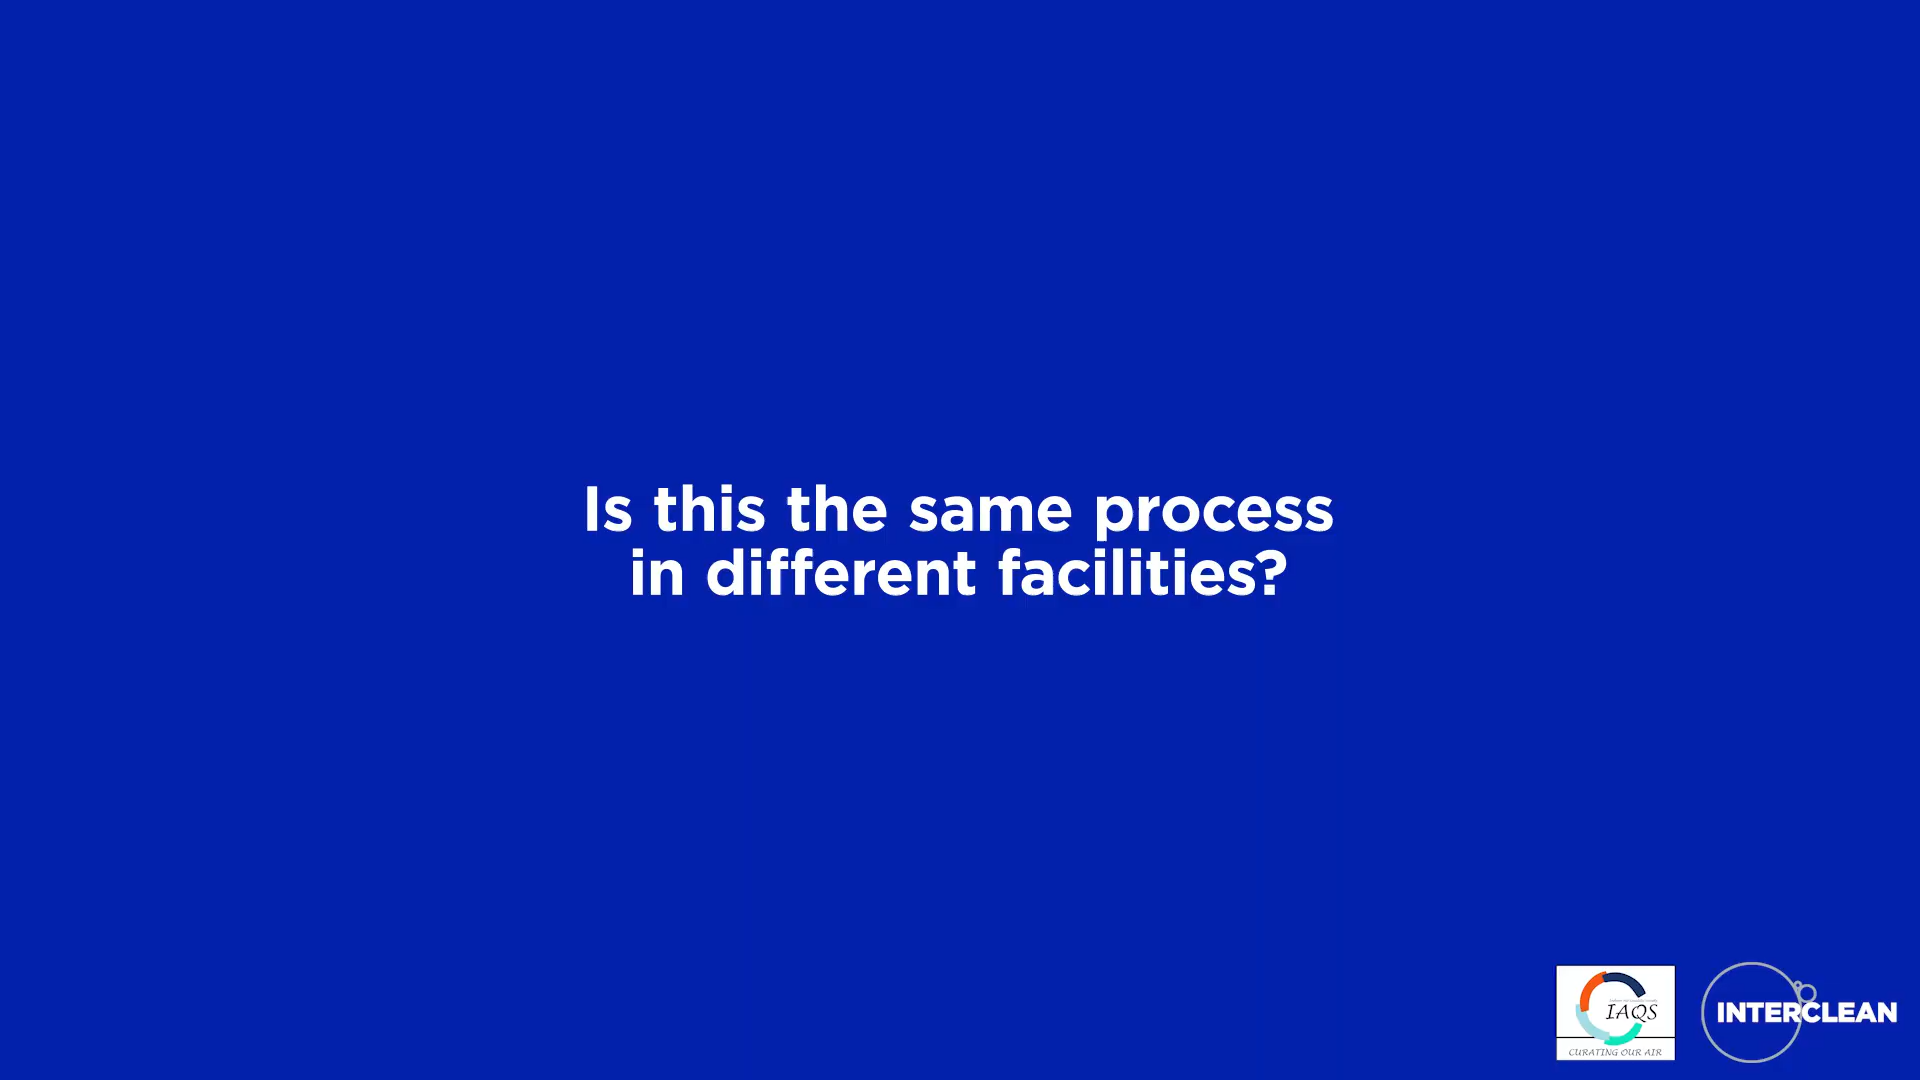 Is this the same process
in different facilities?
IAQS
CURATING OUR AIR
INTERCLEAN